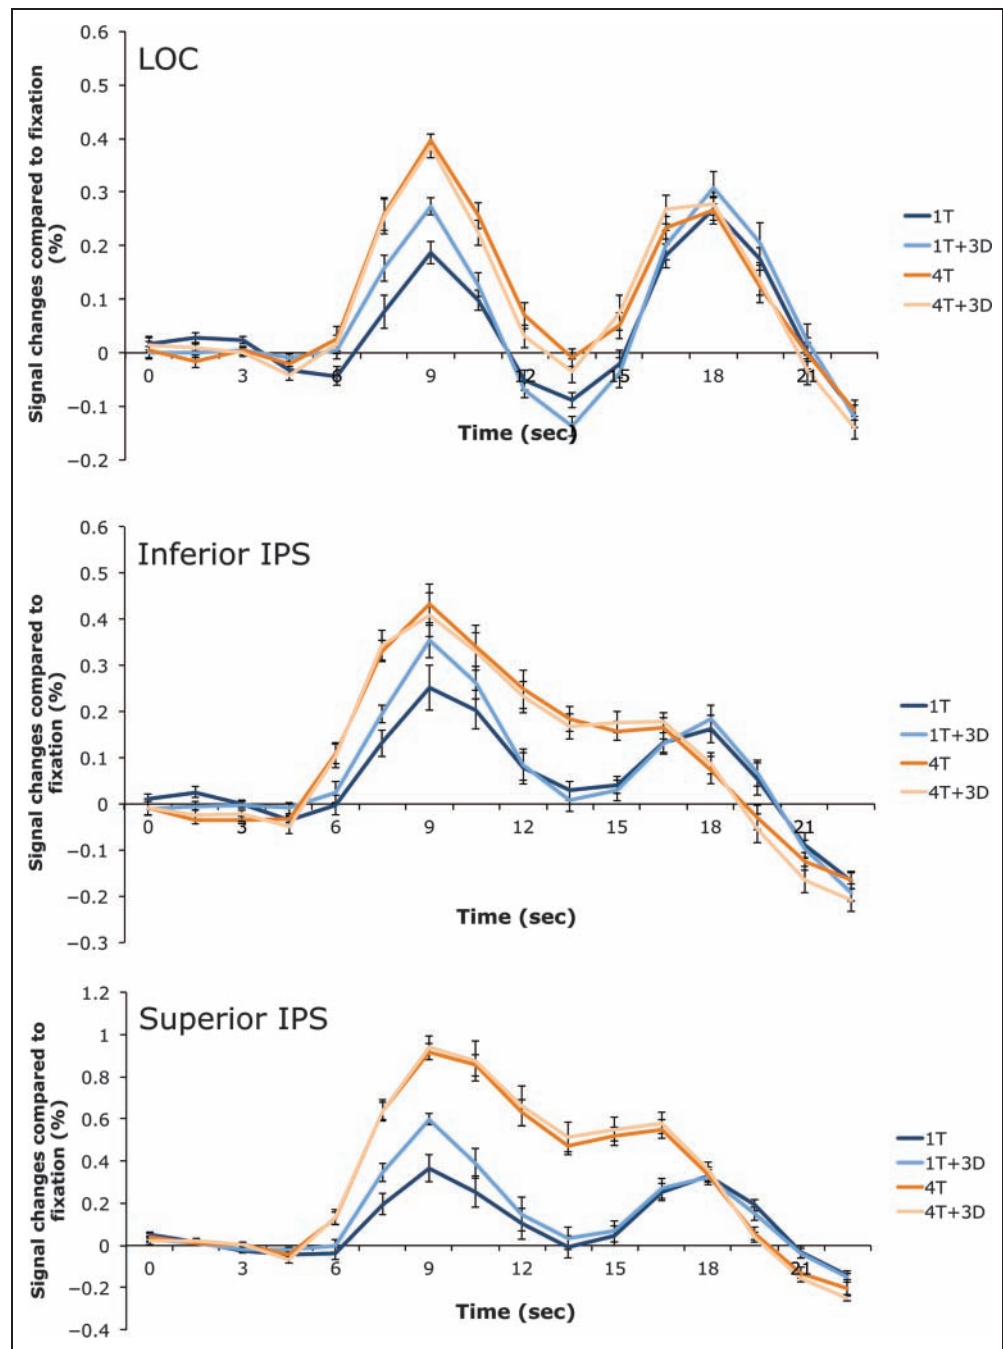 LOC
Signal changes compared to fixation
(%)
0.6
0.5
0.4
0.3
0.2
0.1
0
−0.1
−0.2
0 3 6 9 12 15 18 21
Time (sec)
1T
1T+3D
4T
4T+3D
Inferior IPS
Signal changes compared to
fixation (%)
0.6
0.5
0.4
0.3
0.2
0.1
0
−0.1
−0.2
−0.3
0 3 6 9 12 15 18 21
Time (sec)
1T
1T+3D
4T
4T+3D
Superior IPS
Signal changes compared to
fixation (%)
1.2
1
0.8
0.6
0.4
0.2
0
−0.2
−0.4
0 3 6 9 12 15 18 21
Time (sec)
1T
1T+3D
4T
4T+3D